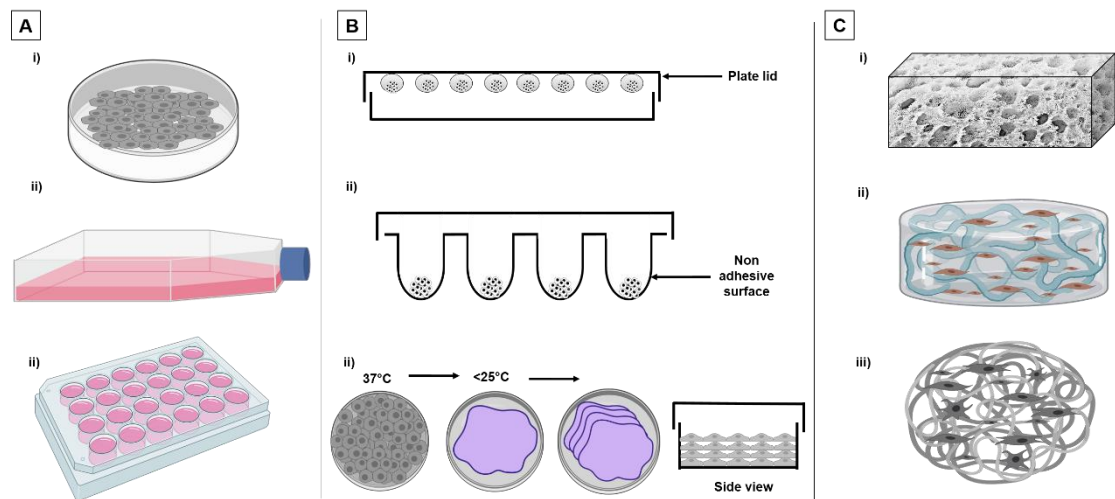 A
i)
ii)
ii)
B
i)
Plate lid
ii)
Non
adhesive
surface
ii)
37°C
<25°C
Side view
C
i)
ii)
iii)